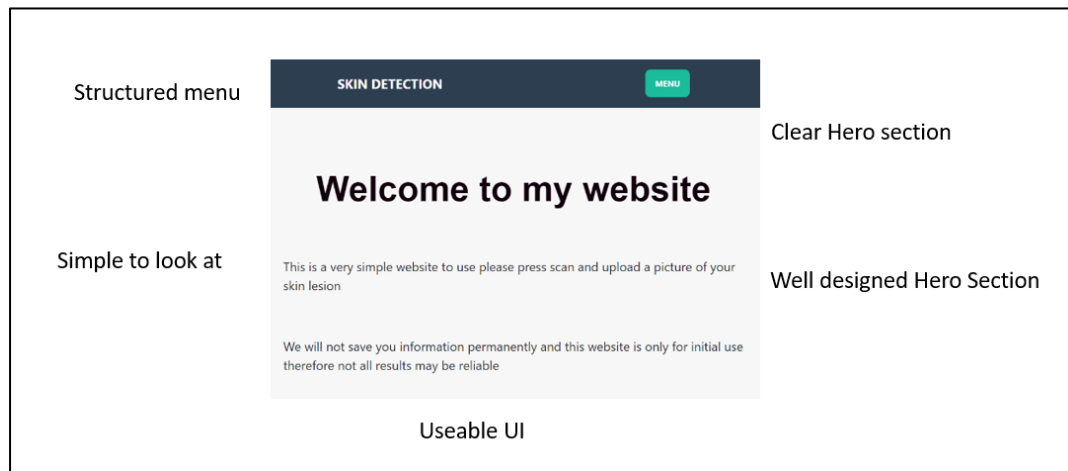 Structured menu
SKIN DETECTION
MENU
Clear Hero section
Welcome to my website
Simple to look at
This is a very simple website to use please press scan and upload a picture of your
skin lesion
Well designed Hero Section
We will not save you information permanently and this website is only for initial use
therefore not all results may be reliable
Useable UI